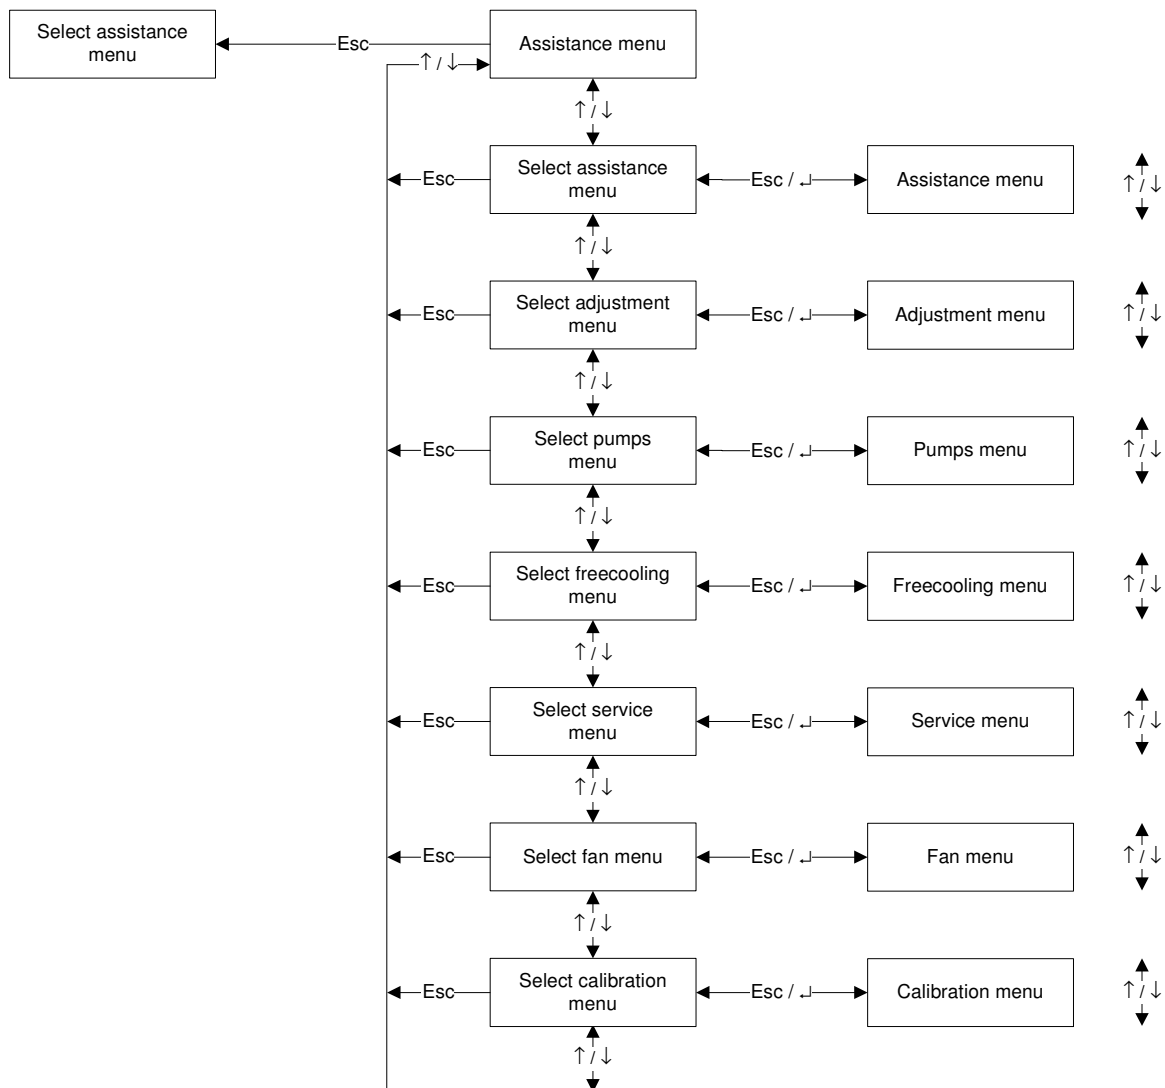 Select assistance
menu
Esc
Assistance menu
↑ / ↓
↑ / ↓
Esc
Select assistance
menu
Esc / ↵
Assistance menu
↑ / ↓
↑ / ↓
Esc
Select adjustment
menu
Esc / ↵
Adjustment menu
↑ / ↓
↑ / ↓
Esc
Select pumps
menu
Esc / ↵
Pumps menu
↑ / ↓
↑ / ↓
Esc
Select freecooling
menu
Esc / ↵
Freecooling menu
↑ / ↓
↑ / ↓
Esc
Select service
menu
Esc / ↵
Service menu
↑ / ↓
↑ / ↓
Esc
Select fan menu
Esc / ↵
Fan menu
↑ / ↓
↑ / ↓
Esc
Select calibration
menu
Esc / ↵
Calibration menu
↑ / ↓
↑ / ↓